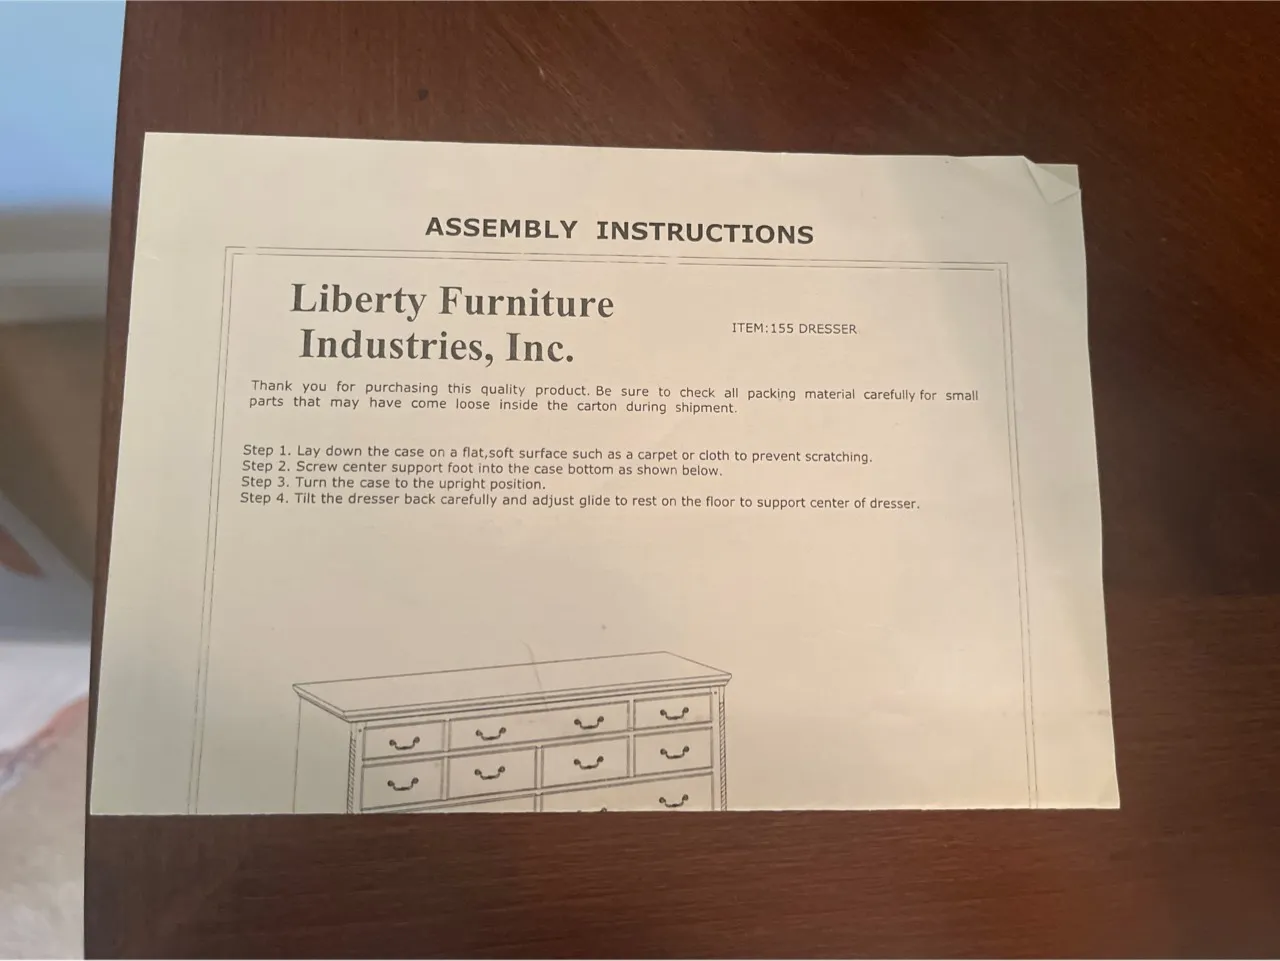 ASSEMBLY INSTRUCTIONS
Liberty Furniture
Industries, Inc.
ITEM:155 DRESSER
Thank you for purchasing this quality product. Be sure to check all packing material carefully for small
parts that may have come loose inside the carton during shipment.
Step 1. Lay down the case on a flat,soft surface such as a carpet or cloth to prevent scratching.
Step 2. Screw center support foot into the case bottom as shown below.
Step 3. Turn the case to the upright position.
Step 4. Tilt the dresser back carefully and adjust glide to rest on the floor to support center of dresser.